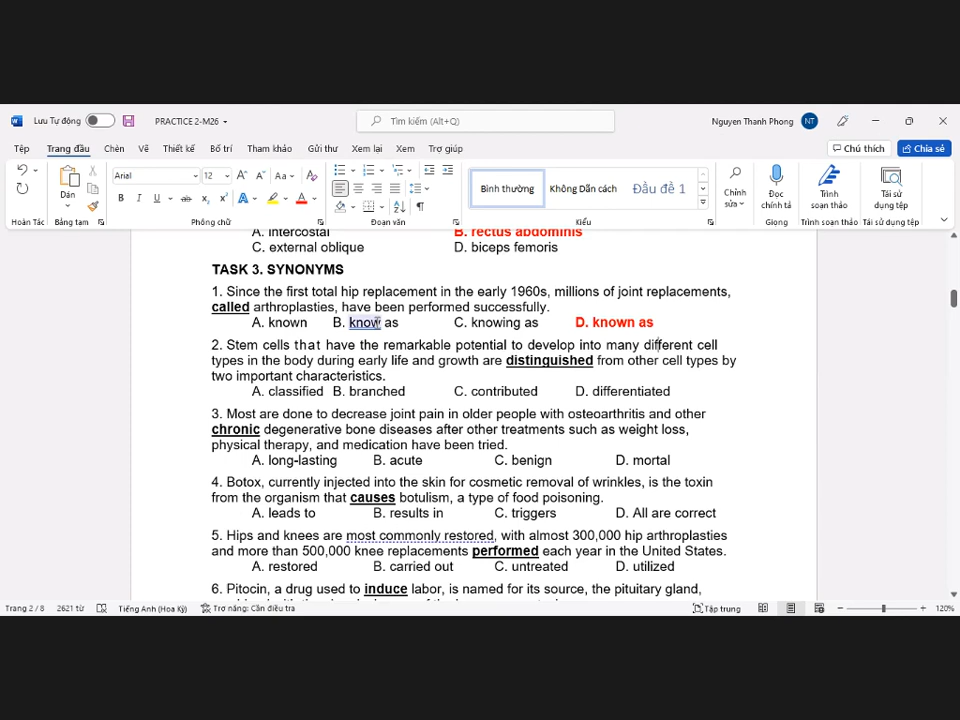 Lưu Tự động
PRACTICE 2-M26
Tìm kiếm (Alt+Q)
Nguyen Thanh Phong
NT
Tệp Trang đầu Chèn Vẽ Thiết kế Bố trí Tham khảo Gửi thư Xem lại Xem Trợ giúp
Chú thích
Chia sẻ
Dán
Arial
12
Bình thường
Không Dãn cách
Đầu đề 1
Chỉnh sửa
Đọc chính tả
Trình soạn thảo
Tái sử dụng tệp
Hoàn Tác
Bảng tạm
Phông chữ
Đoạn văn
Kiểu
Giọng
Trình soạn thảo
Tái sử dụng tệp
A. intercostal B. rectus abdominis
C. external oblique D. biceps femoris
TASK 3. SYNONYMS
1. Since the first total hip replacement in the early 1960s, millions of joint replacements,
called arthroplasties, have been performed successfully.
A. known B. know as C. knowing as D. known as
2. Stem cells that have the remarkable potential to develop into many different cell
types in the body during early life and growth are distinguished from other cell types by
two important characteristics.
A. classified B. branched C. contributed D. differentiated
3. Most are done to decrease joint pain in older people with osteoarthritis and other
chronic degenerative bone diseases after other treatments such as weight loss,
physical therapy, and medication have been tried.
A. long-lasting B. acute C. benign D. mortal
4. Botox, currently injected into the skin for cosmetic removal of wrinkles, is the toxin
from the organism that causes botulism, a type of food poisoning.
A. leads to B. results in C. triggers D. All are correct
5. Hips and knees are most commonly restored, with almost 300,000 hip arthroplasties
and more than 500,000 knee replacements performed each year in the United States.
A. restored B. carried out C. untreated D. utilized
6. Pitocin, a drug used to induce labor, is named for its source, the pituitary gland,
Trang 2 / 8 2621 từ Tiếng Anh (Hoa Kỳ) Trợ năng: Cần điều tra Tập trung 120%